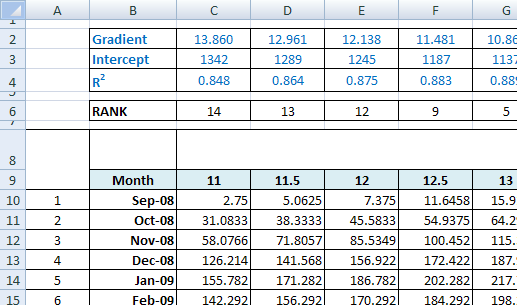 A B C D E F G
1
2 Gradient 13.860 12.961 12.138 11.481 10.86
3 Intercept 1342 1289 1245 1187 1137
4 R² 0.848 0.864 0.875 0.883 0.889
6 RANK 14 13 12 9 5
7
8
9 Month 11 11.5 12 12.5 13
10 1 Sep-08 2.75 5.0625 7.375 11.6458 15.9
11 2 Oct-08 31.0833 38.3333 45.5833 54.9375 64.2
12 3 Nov-08 58.0766 71.8057 85.5349 100.452 115.
13 4 Dec-08 126.214 141.568 156.922 172.422 187.
14 5 Jan-09 155.782 171.282 186.782 202.282 217.
15 6 Feb-09 142.292 156.292 170.292 184.292 198.